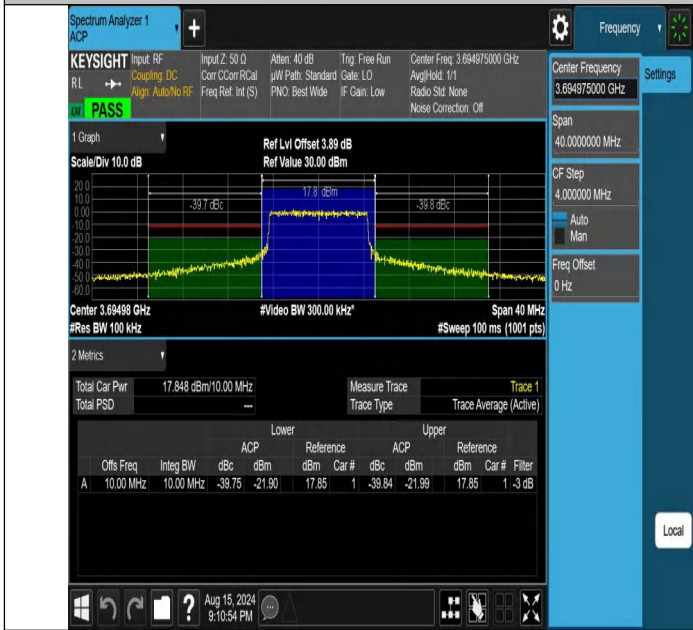 Spectrum Analyzer 1
ACP
+
Frequency
KEYSIGHT
RL
LXI
PASS
Input: RF
Coupling: DC
Align: Auto/No RF
Input Z: 50 Ω
Corr CCorr RCal
Freq Ref: Int (S)
Atten: 40 dB
µW Path: Standard
PNO: Best Wide
Trig: Free Run
Gate: LO
IF Gain: Low
Center Freq: 3.694975000 GHz
Avg|Hold: 1/1
Radio Std: None
Noise Correction: Off
Center Frequency
3.694975000 GHz
Settings
Span
40.0000000 MHz
CF Step
4.000000 MHz
Auto
Man
Freq Offset
0 Hz
Local
1 Graph
Scale/Div 10.0 dB
Ref Lvl Offset 3.89 dB
Ref Value 30.00 dBm
20.0
10.0
0.00
-10.0
-20.0
-30.0
-40.0
-50.0
-60.0
-39.7 dBc
17.8 dBm
-39.8 dBc
Center 3.69498 GHz
#Video BW 300.00 kHz*
Span 40 MHz
#Res BW 100 kHz
#Sweep 100 ms (1001 pts)
2 Metrics
Total Car Pwr 17.848 dBm/10.00 MHz
Total PSD ---
Measure Trace Trace 1
Trace Type Trace Average (Active)
Lower Upper
ACP Reference ACP Reference
Offs Freq Integ BW dBc dBm dBm Car # dBc dBm dBm Car # Filter
A 10.00 MHz 10.00 MHz -39.75 -21.90 17.85 1 -39.84 -21.99 17.85 1 -3 dB
?
Aug 15, 2024
9:10:54 PM